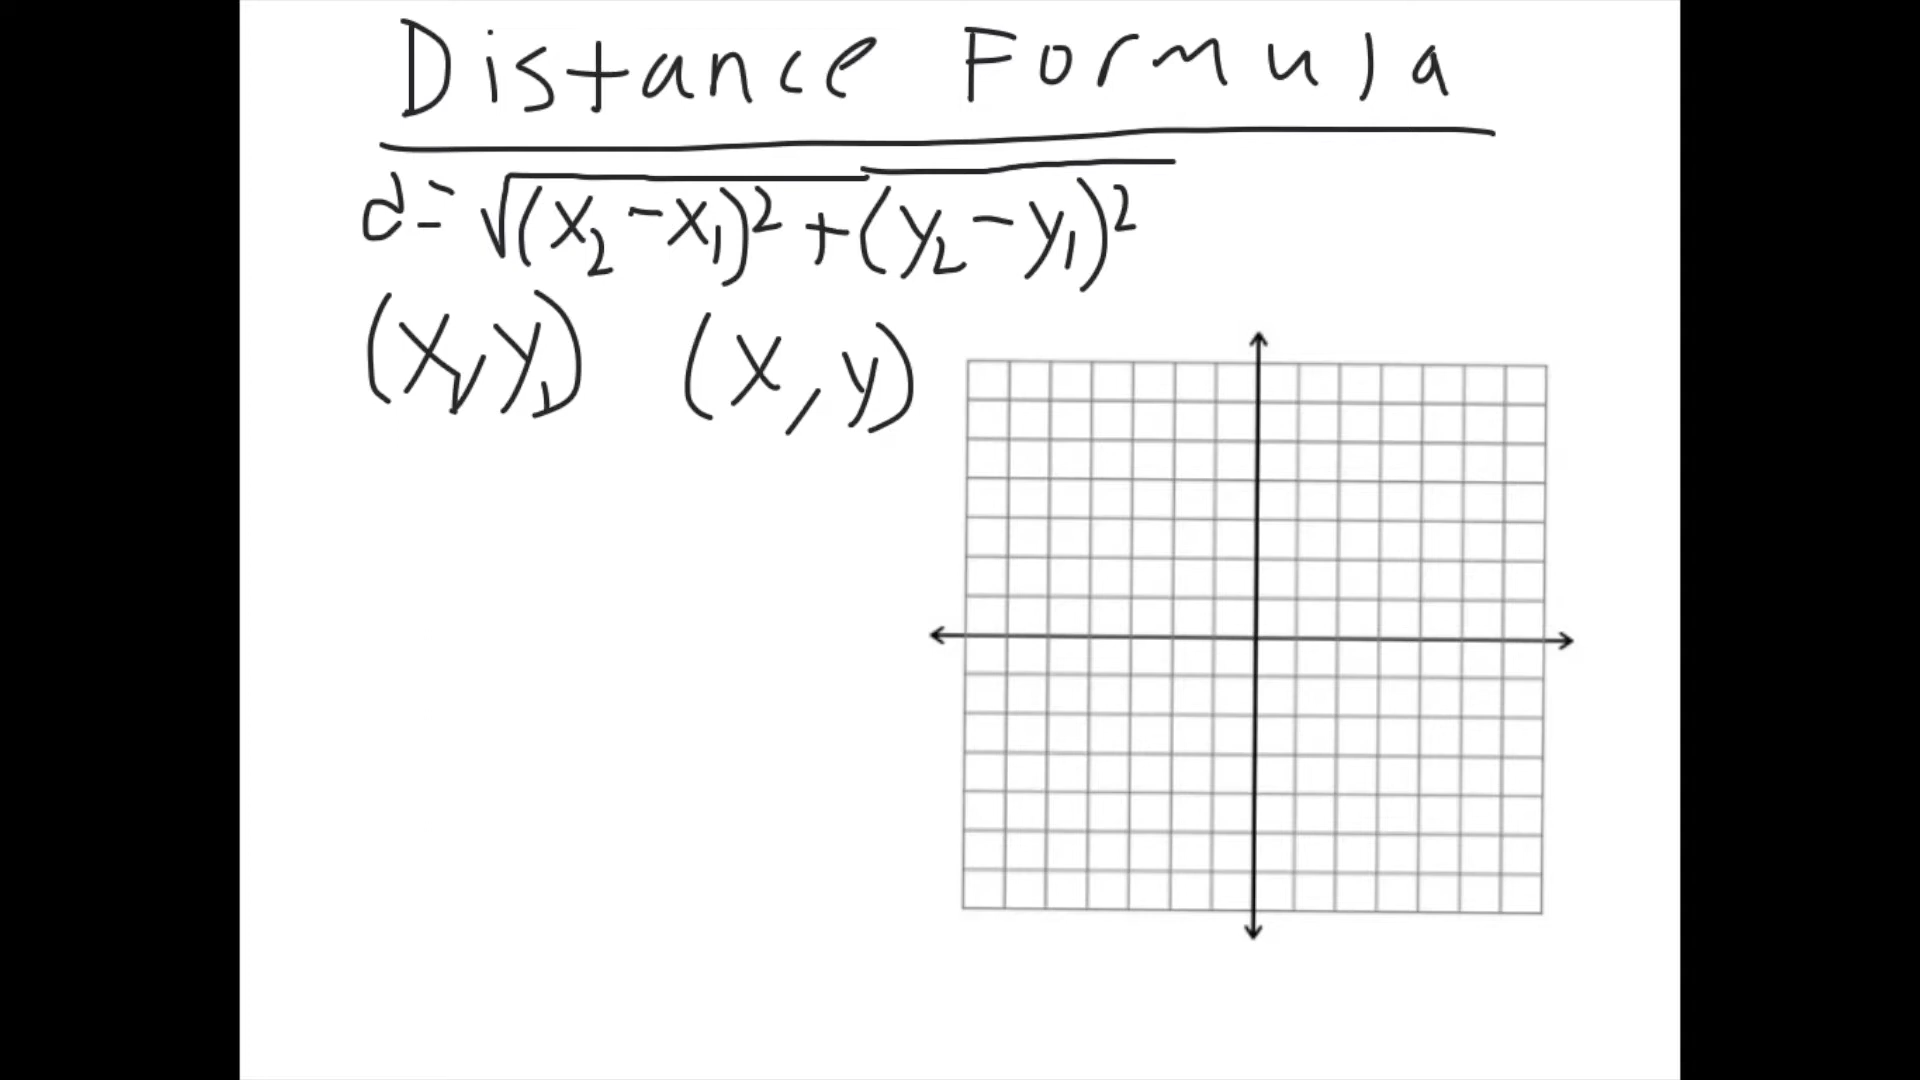 Distance Formula
d=√(x₂-x₁)²+(y₂-y₁)²
(x₁,y₁) (x,y)